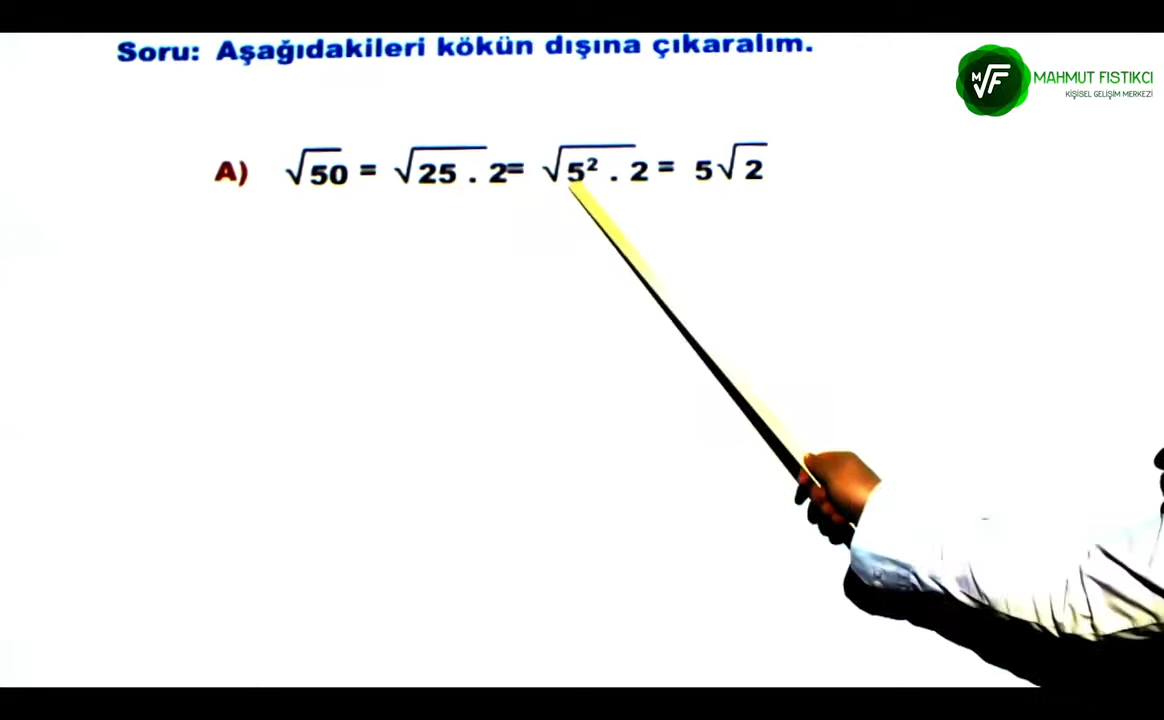 Soru: Aşağıdakileri kökün dışına çıkaralım.
MAHMUT FISTIKCI
KİŞİSEL GELİŞİM MERKEZİ
A) √50 = √25 . 2 = √5² . 2 = 5√2